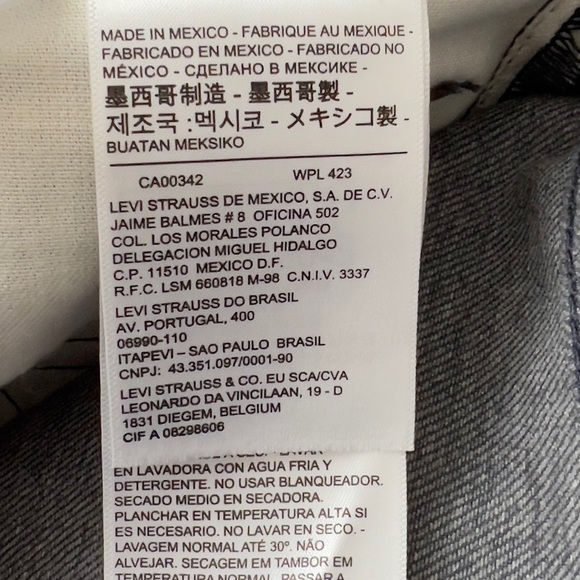 MADE IN MEXICO - FABRIQUE AU MEXIQUE -
FABRICADO EN MEXICO - FABRICADO NO
MÉXICO - СДЕЛАНО В МЕКСИКЕ -
墨西哥制造 - 墨西哥製 -
제조국 :멕시코 - メキシコ製 -
BUATAN MEKSIKO
CA00342 WPL 423
LEVI STRAUSS DE MEXICO, S.A. DE C.V.
JAIME BALMES # 8 OFICINA 502
COL. LOS MORALES POLANCO
DELEGACION MIGUEL HIDALGO
C.P. 11510 MEXICO D.F.
R.F.C. LSM 660818 M-98 C.N.I.V. 3337
LEVI STRAUSS DO BRASIL
AV. PORTUGAL, 400
06990-110
ITAPEVI – SAO PAULO BRASIL
CNPJ: 43.351.097/0001-90
LEVI STRAUSS & CO. EU SCA/CVA
LEONARDO DA VINCILAAN, 19 - D
1831 DIEGEM, BELGIUM
CIF A 08298606
EN LAVADORA CON AGUA FRIA Y
DETERGENTE. NO USAR BLANQUEADOR.
SECADO MEDIO EN SECADORA.
PLANCHAR EN TEMPERATURA ALTA SI
ES NECESARIO. NO LAVAR EN SECO. -
LAVAGEM NORMAL ATÉ 30º. NÃO
ALVEJAR. SECAGEM EM TAMBOR EM
TEMPERATURA NORMAL. PASSAR A